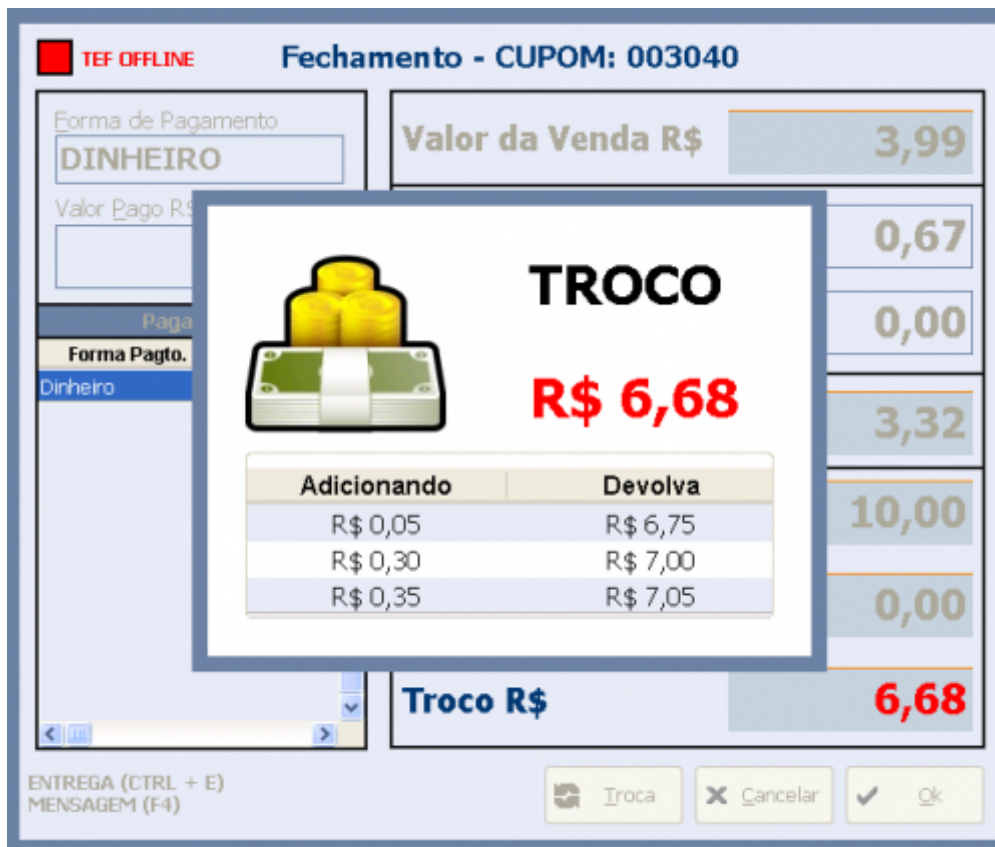 TEF OFFLINE
Fechamento - CUPOM: 003040
Forma de Pagamento
DINHEIRO
Valor Pago R$
Paga
Forma Pagto.
Dinheiro
Valor da Venda R$ 3,99
0,67
0,00
3,32
10,00
0,00
Troco R$ 6,68
TROCO
R$ 6,68
Adicionando Devolva
R$ 0,05 R$ 6,75
R$ 0,30 R$ 7,00
R$ 0,35 R$ 7,05
ENTREGA (CTRL + E)
MENSAGEM (F4)
Troca Cancelar Ok